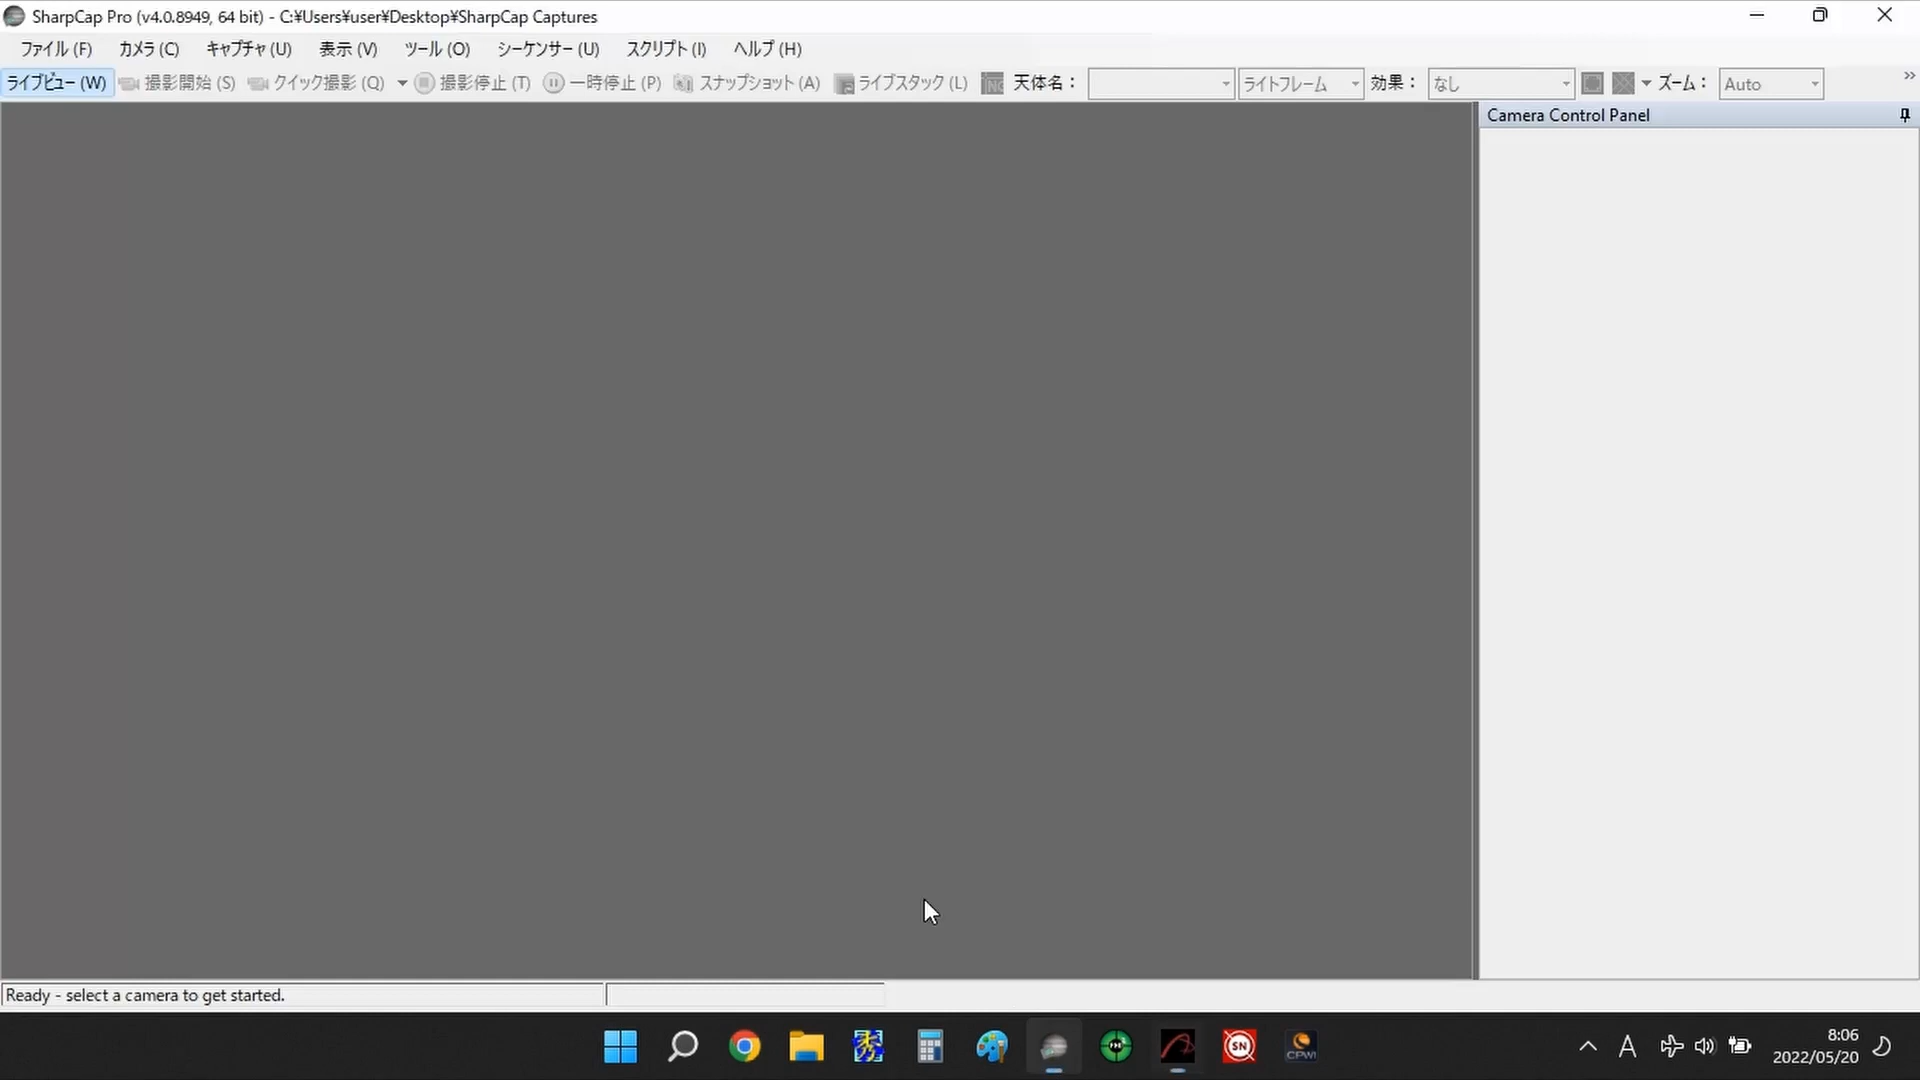 SharpCap Pro (v4.0.8949, 64 bit) - C:¥Users¥user¥Desktop¥SharpCap Captures
ファイル (F) カメラ (C) キャプチャ (U) 表示 (V) ツール (O) シーケンサー (U) スクリプト (I) ヘルプ (H)
ライブビュー (W) 撮影開始 (S) クイック撮影 (Q) 撮影停止 (T) 一時停止 (P) スナップショット (A) ライブスタック (L) 天体名： ライトフレーム 効果： なし ズーム： Auto »
Camera Control Panel
Ready - select a camera to get started.
秀 SN CPWI A 8:06
2022/05/20